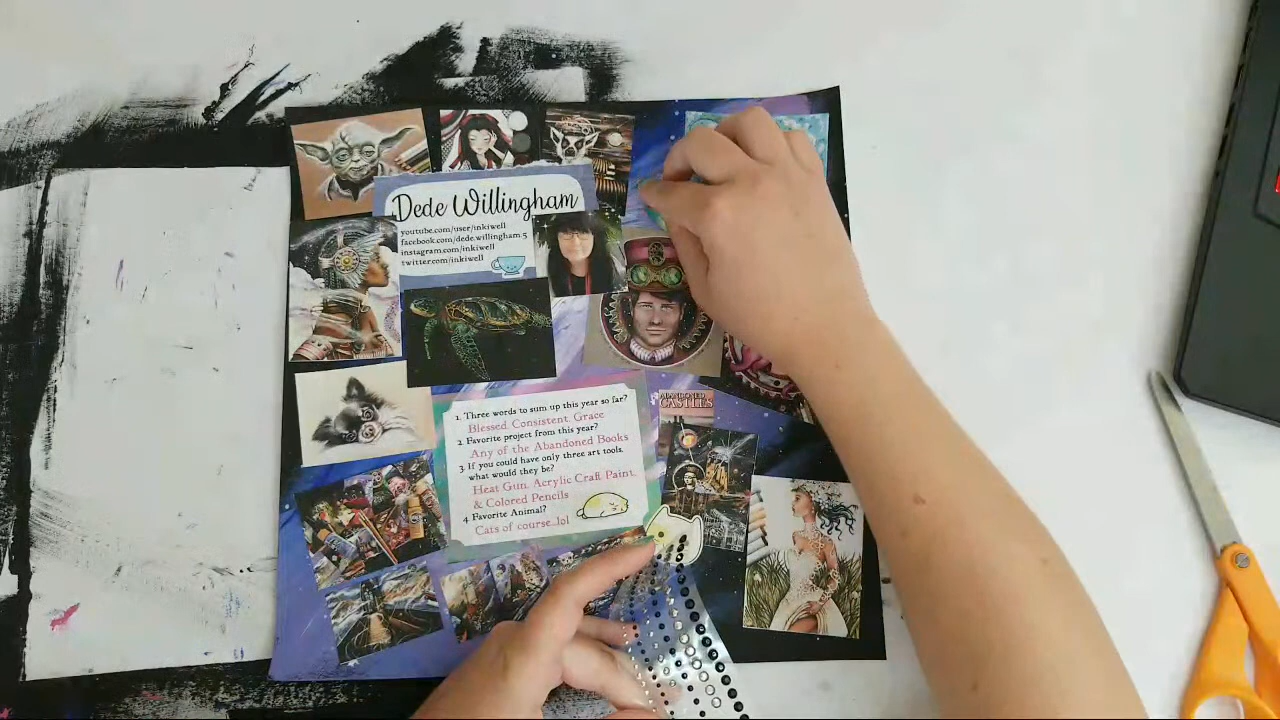 Dede Willingham
youtube.com/user/inkiwell
facebook.com/dede.willingham.5
instagram.com/inkiwell
twitter.com/inkiwell
1. Three words to sum up this year so far?
Blessed, Consistent, Grace
2. Favorite project from this year?
Any of the Abandoned Books
3. If you could have only three art tools,
what would they be?
Heat Gun, Acrylic Craft Paint,
& Colored Pencils
4. Favorite Animal?
Cats of course...lol
ABANDONED
CASTLES